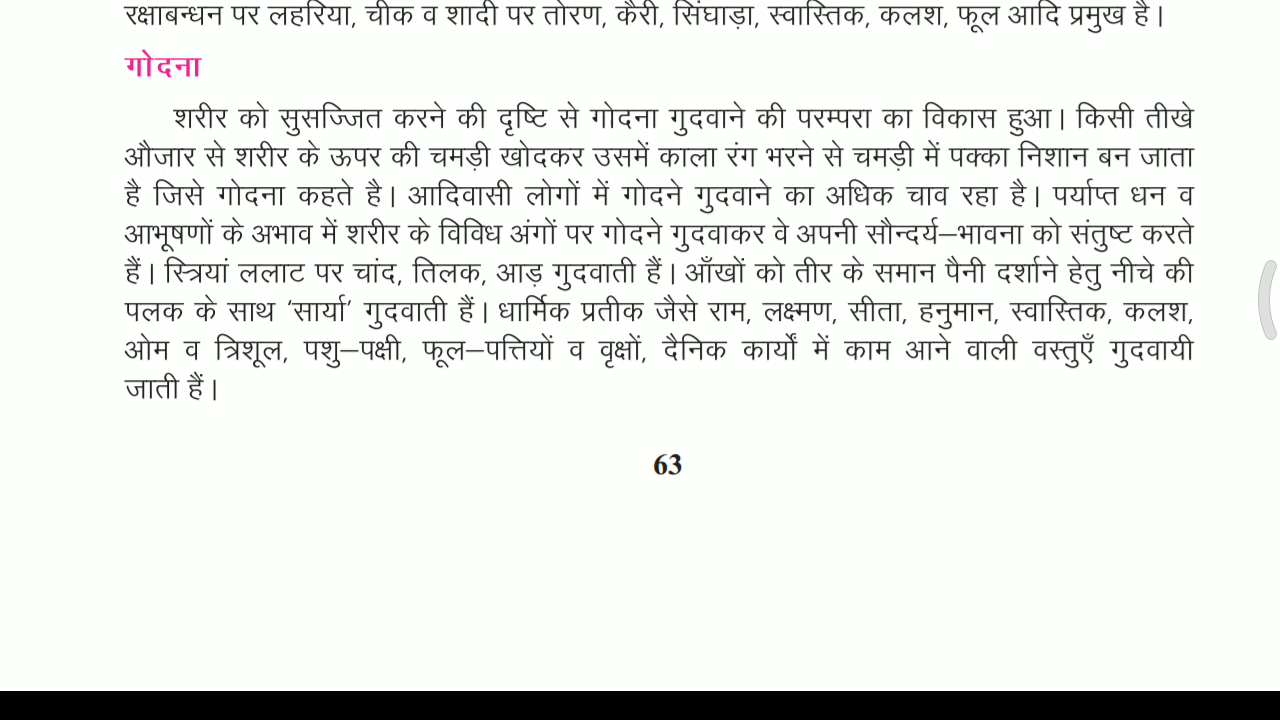 रक्षाबन्धन पर लहरिया, चीक व शादी पर तोरण, कैरी, सिंघाड़ा, स्वास्तिक, कलश, फूल आदि प्रमुख है।
गोदना
शरीर को सुसज्जित करने की दृष्टि से गोदना गुदवाने की परम्परा का विकास हुआ। किसी तीखे
औजार से शरीर के ऊपर की चमड़ी खोदकर उसमें काला रंग भरने से चमड़ी में पक्का निशान बन जाता
है जिसे गोदना कहते है। आदिवासी लोगों में गोदने गुदवाने का अधिक चाव रहा है। पर्याप्त धन व
आभूषणों के अभाव में शरीर के विविध अंगों पर गोदने गुदवाकर वे अपनी सौन्दर्य–भावना को संतुष्ट करते
हैं। स्त्रियां ललाट पर चांद, तिलक, आड़ गुदवाती हैं। आँखों को तीर के समान पैनी दर्शाने हेतु नीचे की
पलक के साथ ‘सार्या’ गुदवाती हैं। धार्मिक प्रतीक जैसे राम, लक्ष्मण, सीता, हनुमान, स्वास्तिक, कलश,
ओम व त्रिशूल, पशु–पक्षी, फूल–पत्तियों व वृक्षों, दैनिक कार्यों में काम आने वाली वस्तुएँ गुदवायी
जाती हैं।
63